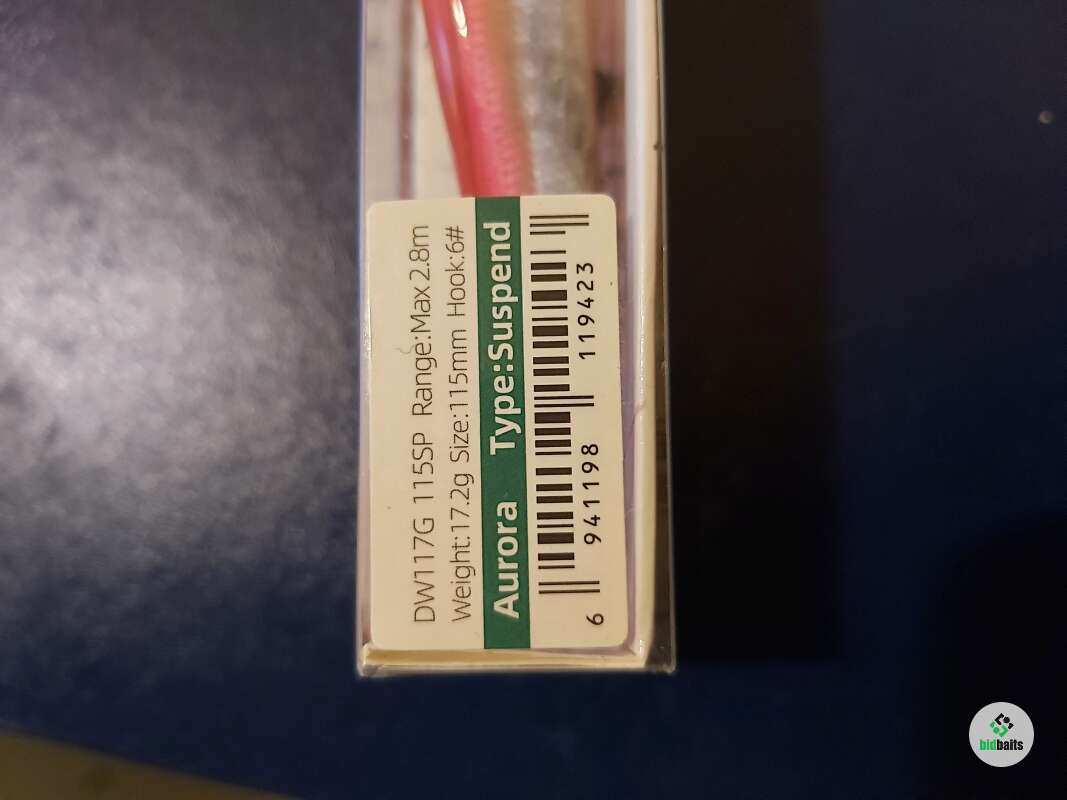 DW117G 115SP Range:Max 2.8m
Weight:17.2g Size:115mm Hook:6#
Aurora Type:Suspend
6 941198 119423
bidbaits